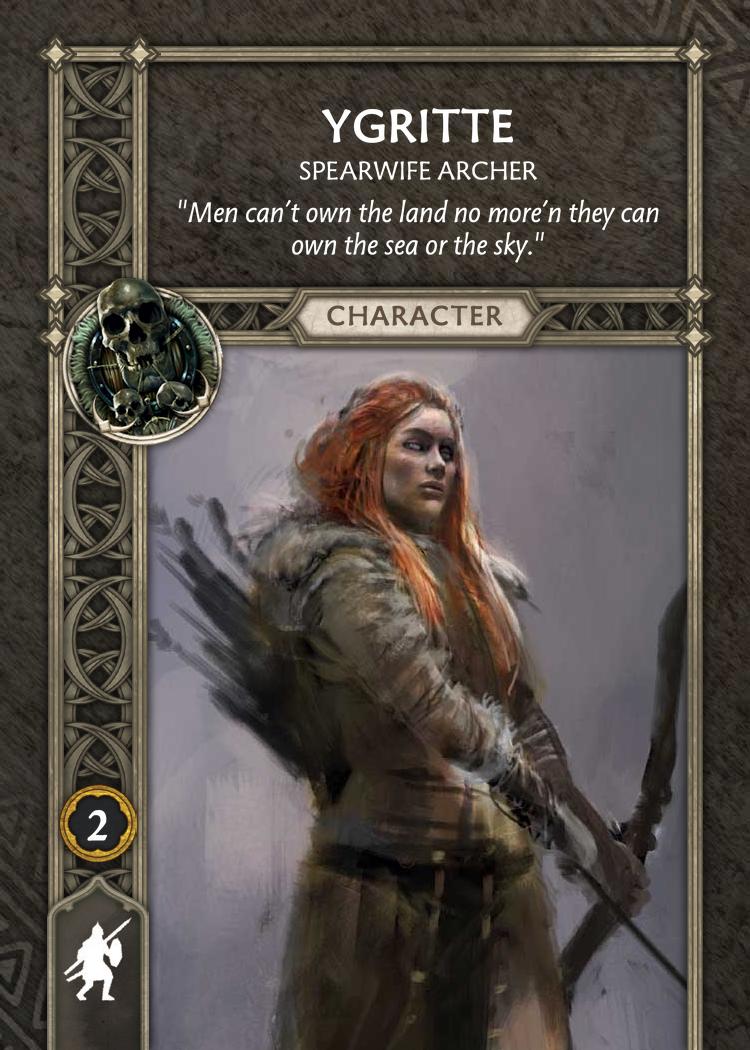 YGRITTE
SPEARWIFE ARCHER
"Men can't own the land no more'n they can
own the sea or the sky."
CHARACTER
2